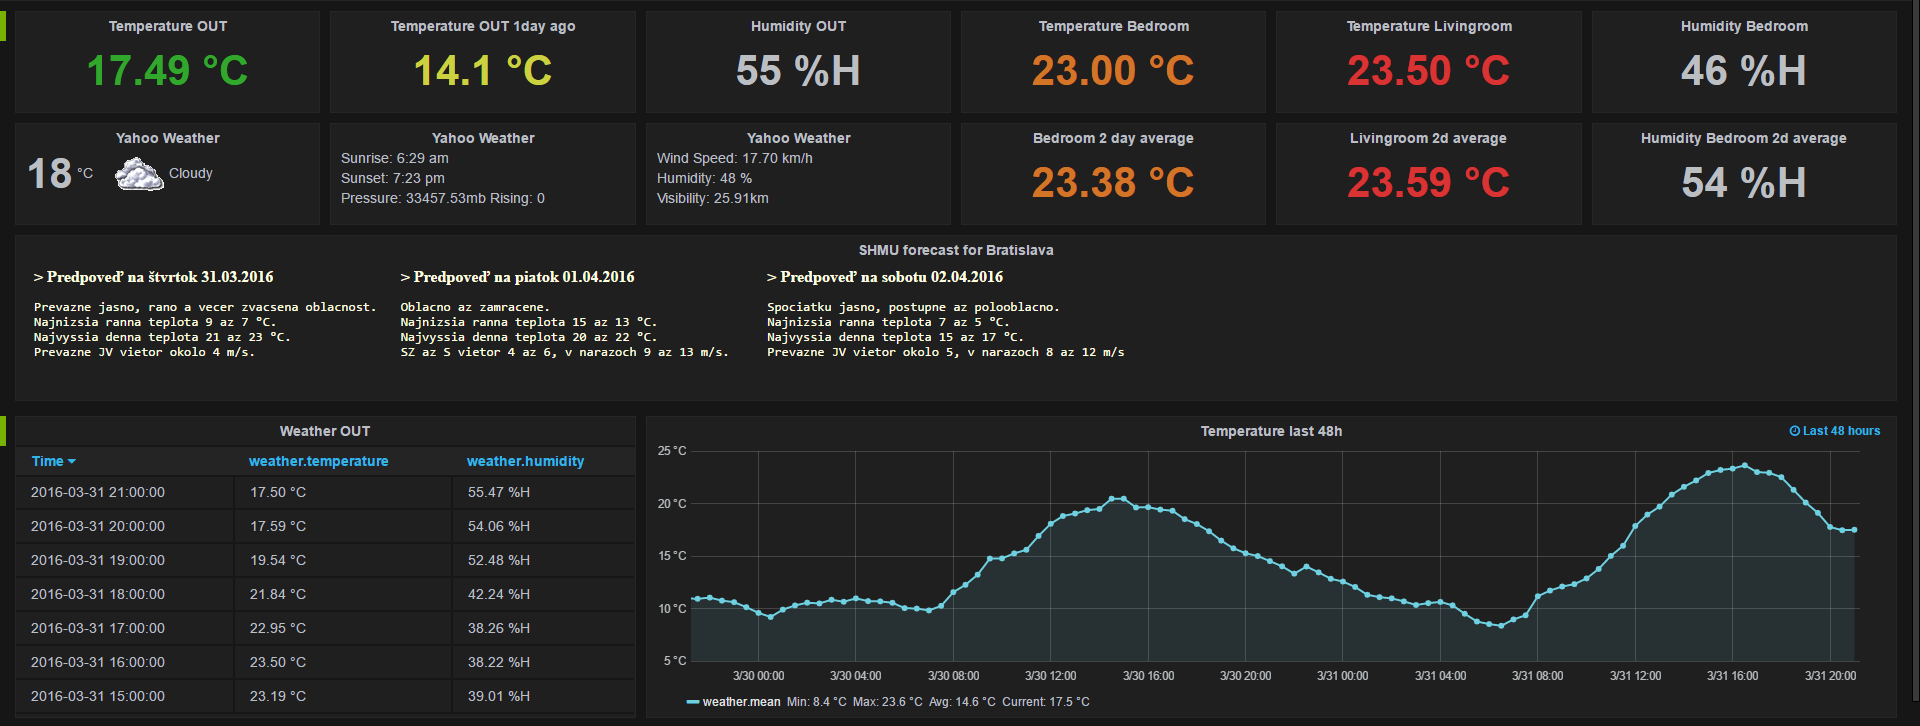 Temperature OUT
17.49 °C
Temperature OUT 1day ago
14.1 °C
Humidity OUT
55 %H
Temperature Bedroom
23.00 °C
Temperature Livingroom
23.50 °C
Humidity Bedroom
46 %H
Yahoo Weather
18 °C Cloudy
Yahoo Weather
Sunrise: 6:29 am
Sunset: 7:23 pm
Pressure: 33457.53mb Rising: 0
Yahoo Weather
Wind Speed: 17.70 km/h
Humidity: 48 %
Visibility: 25.91km
Bedroom 2 day average
23.38 °C
Livingroom 2d average
23.59 °C
Humidity Bedroom 2d average
54 %H
SHMU forecast for Bratislava
> Predpoveď na štvrtok 31.03.2016
Prevazne jasno, rano a vecer zvacsena oblacnost.
Najnizsia ranna teplota 9 az 7 °C.
Najvyssia denna teplota 21 az 23 °C.
Prevazne JV vietor okolo 4 m/s.
> Predpoveď na piatok 01.04.2016
Oblacno az zamracene.
Najnizsia ranna teplota 15 az 13 °C.
Najvyssia denna teplota 20 az 22 °C.
SZ az S vietor 4 az 6, v narazoch 9 az 13 m/s.
> Predpoveď na sobotu 02.04.2016
Spociatku jasno, postupne az polooblacno.
Najnizsia ranna teplota 7 az 5 °C.
Najvyssia denna teplota 15 az 17 °C.
Prevazne JV vietor okolo 5, v narazoch 8 az 12 m/s
Weather OUT
Time weather.temperature weather.humidity
2016-03-31 21:00:00 17.50 °C 55.47 %H
2016-03-31 20:00:00 17.59 °C 54.06 %H
2016-03-31 19:00:00 19.54 °C 52.48 %H
2016-03-31 18:00:00 21.84 °C 42.24 %H
2016-03-31 17:00:00 22.95 °C 38.26 %H
2016-03-31 16:00:00 23.50 °C 38.22 %H
2016-03-31 15:00:00 23.19 °C 39.01 %H
Temperature last 48h
Last 48 hours
25 °C
20 °C
15 °C
10 °C
5 °C
3/30 00:00 3/30 04:00 3/30 08:00 3/30 12:00 3/30 16:00 3/30 20:00 3/31 00:00 3/31 04:00 3/31 08:00 3/31 12:00 3/31 16:00 3/31 20:00
weather.mean Min: 8.4 °C Max: 23.6 °C Avg: 14.6 °C Current: 17.5 °C